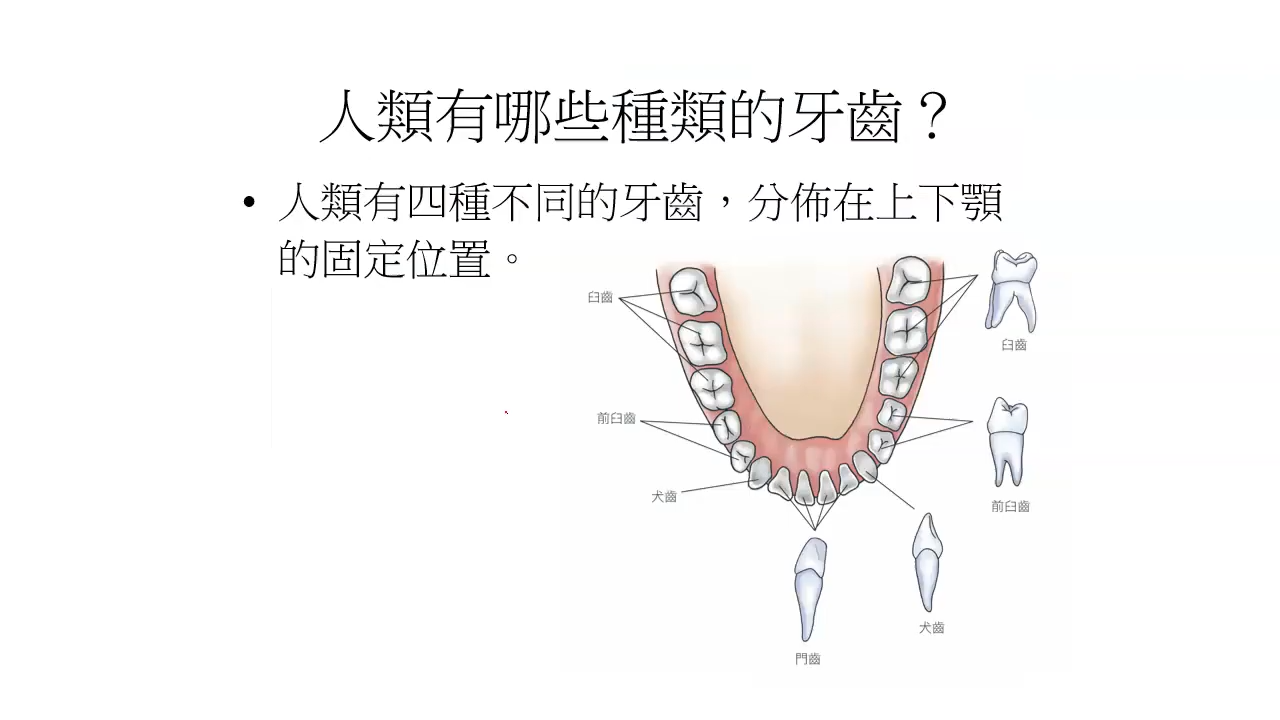 人類有哪些種類的牙齒？
• 人類有四種不同的牙齒，分佈在上下顎
的固定位置。
臼齒
臼齒
前臼齒
犬齒
前臼齒
犬齒
門齒